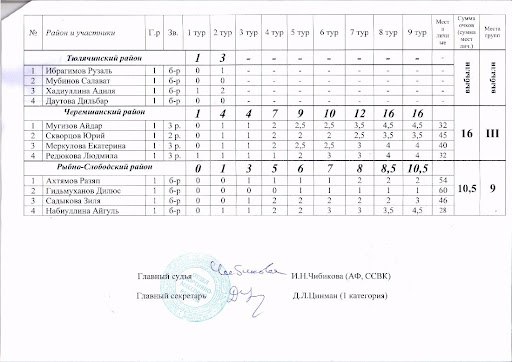 № Район и участники Г.р Зв. 1 тур 2 тур 3 тур 4 тур 5 тур 6 тур 7 тур 8 тур 9 тур Мест а личн ые Сумма очков (сумма мест лич.) Места групп
Тюлячинский район 1 3 - - - - - - - - выбыли выбыли
1 Ибрагимов Рузаль 1 б-р 0 1 - - - - - - - -
2 Мубинов Салават 1 б-р 0 0 - - - - - - - -
3 Хадиуллина Адиля 1 б-р 1 2 - - - - - - - -
4 Даутова Дильбар 1 б-р 0 0 - - - - - - - -
Черемшанский район 1 4 4 7 9 10 12 16 16 16 III
1 Мугизов Айдар 1 3 р. 0 1 1 2 2,5 2,5 3,5 4,5 4,5 32
2 Скворцов Юрий 1 2 р. 0 1 1 2 2 2 2,5 3,5 3,5 45
3 Меркулова Екатерина 1 3 р. 0 1 1 2 2,5 2,5 3 4 4 40
4 Редюкова Людмила 1 3 р. 1 1 1 1 2 3 3 4 4 32
Рыбно-Слободский район 0 1 3 5 6 7 8 8,5 10,5 10,5 9
1 Ахтямов Разяп 1 б-р 0 0 1 1 1 1 2 2 2 54
2 Гидьмуханов Дилюс 1 б-р 0 0 0 0 1 1 1 1 1 60
3 Садыкова Зиля 1 б-р 0 0 1 2 2 2 2 2 3 46
4 Набиуллина Айгуль 1 б-р 0 1 1 2 2 3 3 3,5 4,5 28
Главный судья И.Н.Чибикова (АФ, ССВК)
Главный секретарь Д.Л.Цинман (1 категория)